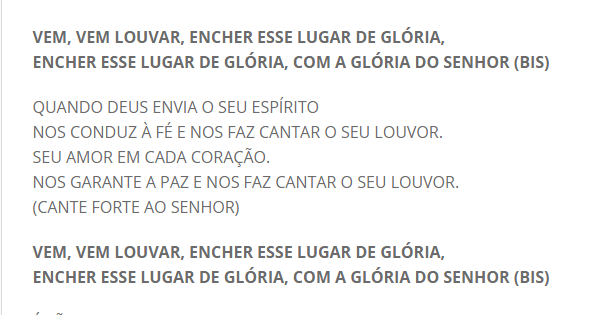 VEM, VEM LOUVAR, ENCHER ESSE LUGAR DE GLÓRIA,
ENCHER ESSE LUGAR DE GLÓRIA, COM A GLÓRIA DO SENHOR (BIS)
QUANDO DEUS ENVIA O SEU ESPÍRITO
NOS CONDUZ À FÉ E NOS FAZ CANTAR O SEU LOUVOR.
SEU AMOR EM CADA CORAÇÃO.
NOS GARANTE A PAZ E NOS FAZ CANTAR O SEU LOUVOR.
(CANTE FORTE AO SENHOR)
VEM, VEM LOUVAR, ENCHER ESSE LUGAR DE GLÓRIA,
ENCHER ESSE LUGAR DE GLÓRIA, COM A GLÓRIA DO SENHOR (BIS)